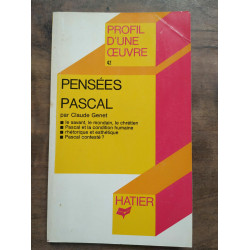 PROFIL
D'UNE
ŒUVRE
PENSÉES
PASCAL
par Claude Genet
■ le savant, le mondain, le chrétien
■ Pascal et la condition humaine
■ rhétorique et esthétique
■ Pascal contesté ?
HATIER